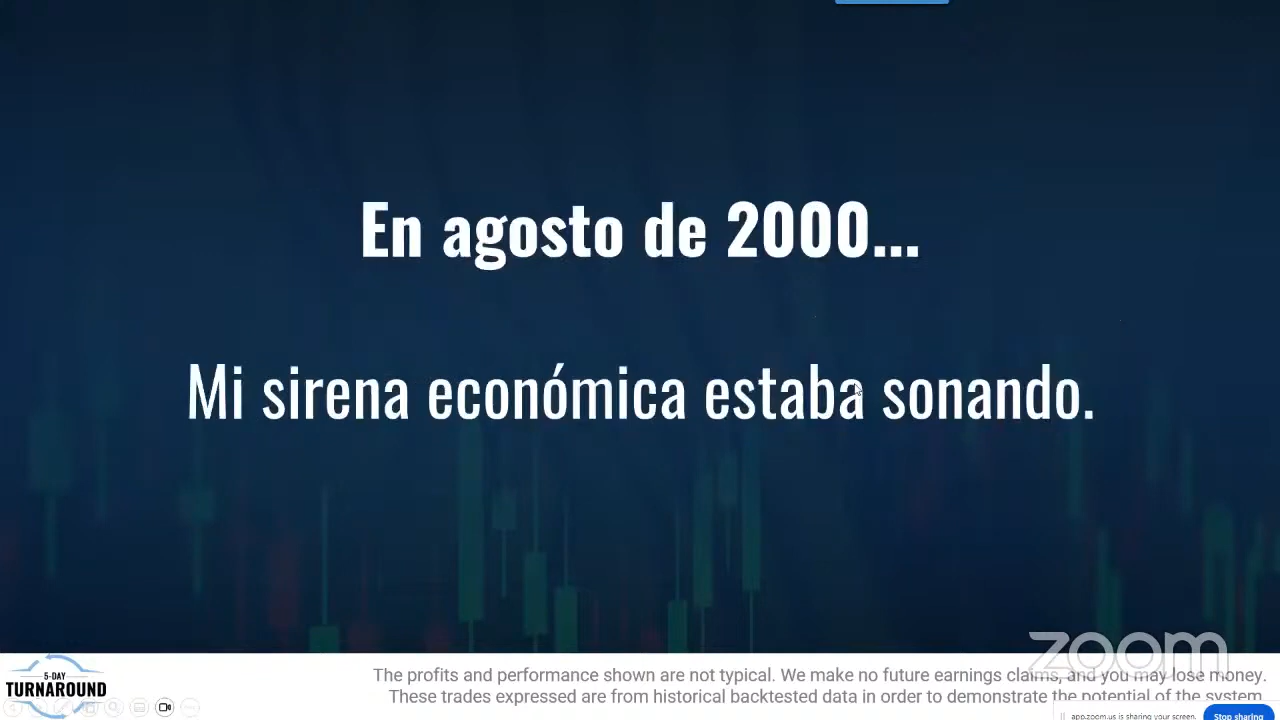 En agosto de 2000...
Mi sirena económica estaba sonando.
zoom
5-DAY
TURNAROUND
The profits and performance shown are not typical. We make no future earnings claims, and you may lose money.
These trades expressed are from historical backtested data in order to demonstrate the potential of the system
app.zoom.us is sharing your screen.
Stop sharing